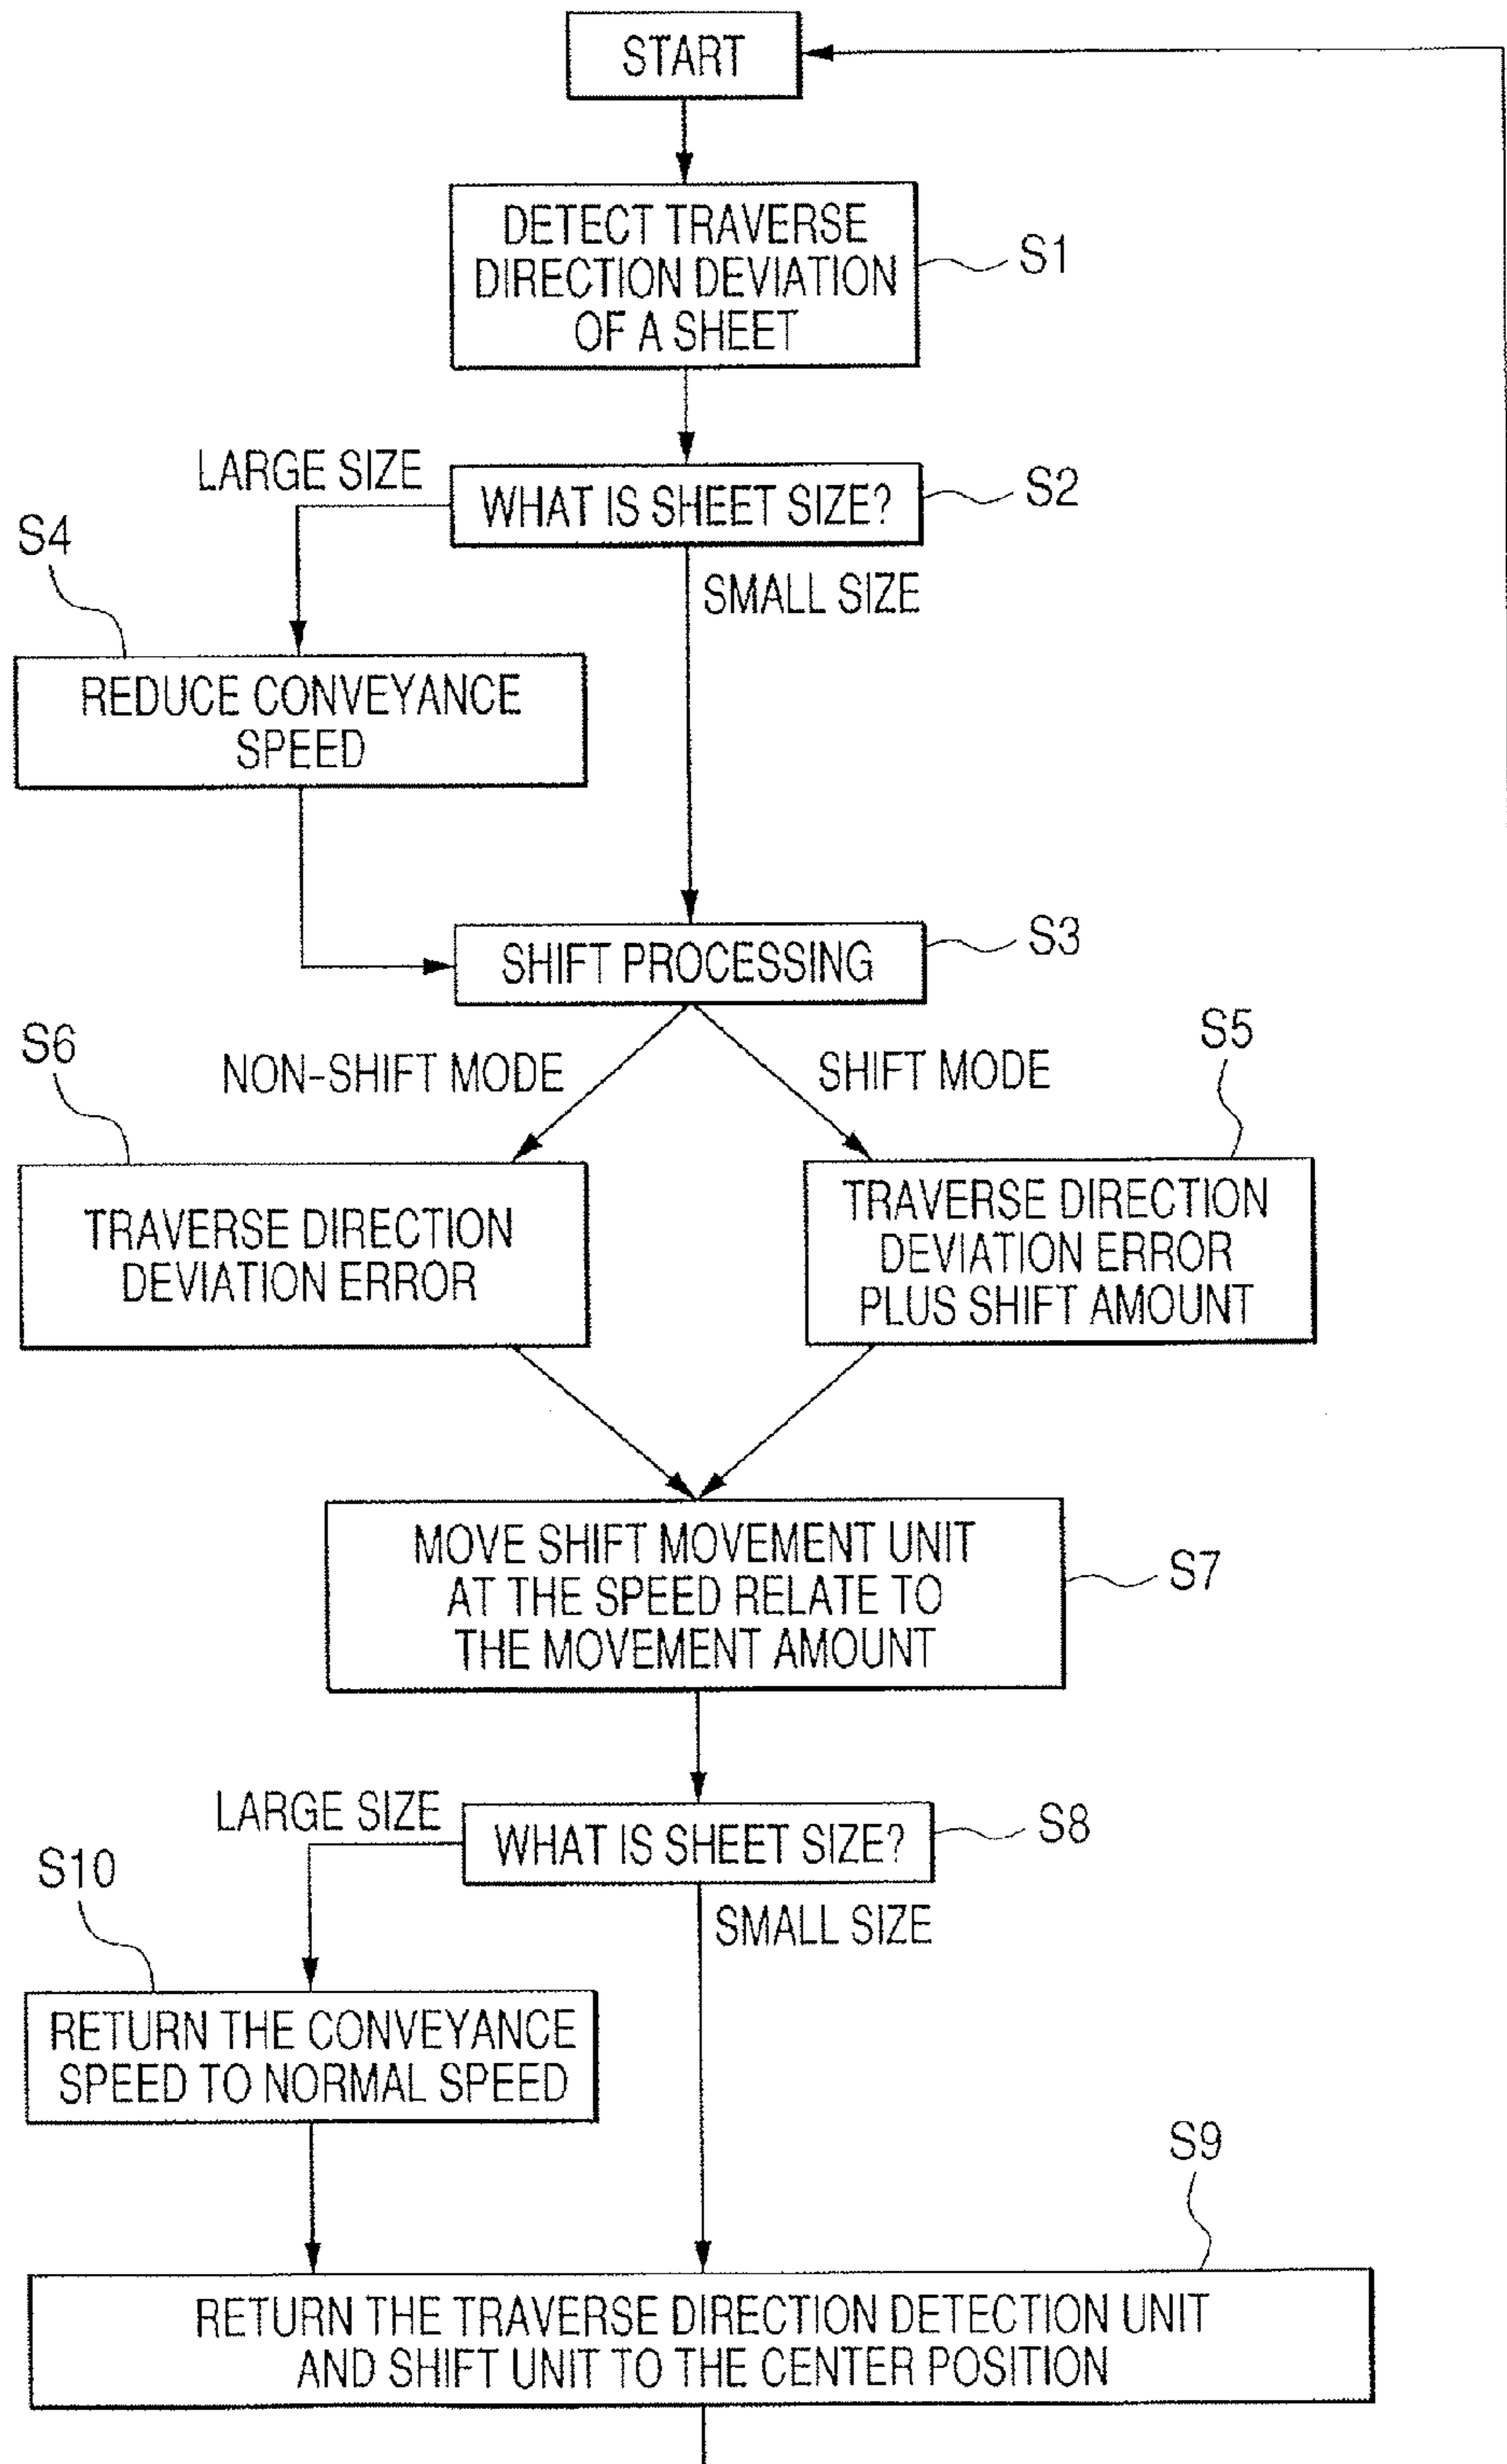 START
DETECT TRAVERSE
DIRECTION DEVIATION
OF A SHEET
S1
LARGE SIZE
WHAT IS SHEET SIZE?
S2
S4
SMALL SIZE
REDUCE CONVEYANCE
SPEED
SHIFT PROCESSING
S3
S6
NON-SHIFT MODE
SHIFT MODE
S5
TRAVERSE DIRECTION
DEVIATION ERROR
TRAVERSE DIRECTION
DEVIATION ERROR
PLUS SHIFT AMOUNT
MOVE SHIFT MOVEMENT UNIT
AT THE SPEED RELATE TO
THE MOVEMENT AMOUNT
S7
LARGE SIZE
WHAT IS SHEET SIZE?
S8
S10
SMALL SIZE
RETURN THE CONVEYANCE
SPEED TO NORMAL SPEED
S9
RETURN THE TRAVERSE DIRECTION DETECTION UNIT
AND SHIFT UNIT TO THE CENTER POSITION